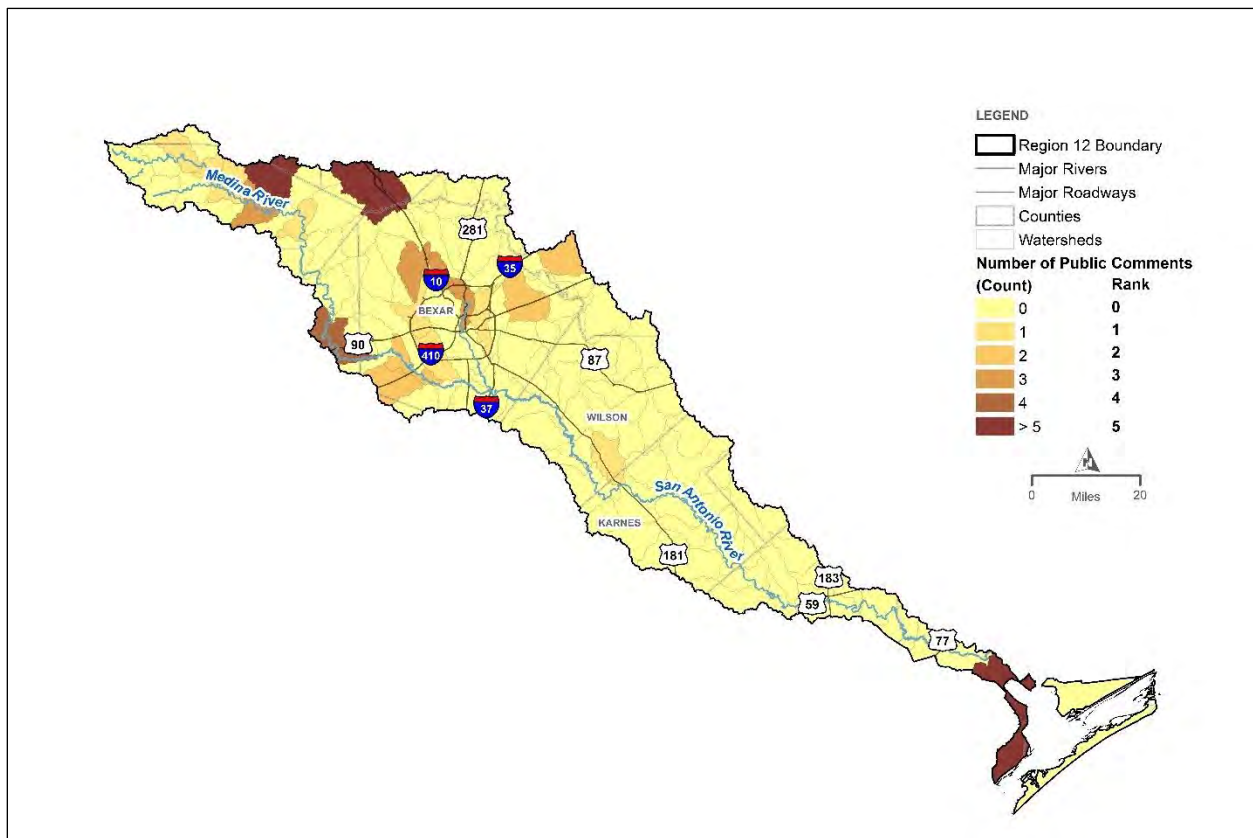 LEGEND
Region 12 Boundary
Major Rivers
Major Roadways
Counties
Watersheds
Number of Public Comments
(Count) Rank
0 0
1 1
2 2
3 3
4 4
> 5 5
0 20
Miles
Medina River
281
35
10
BEXAR
90
410
87
37
WILSON
San Antonio River
KARNES
181
183
59
77